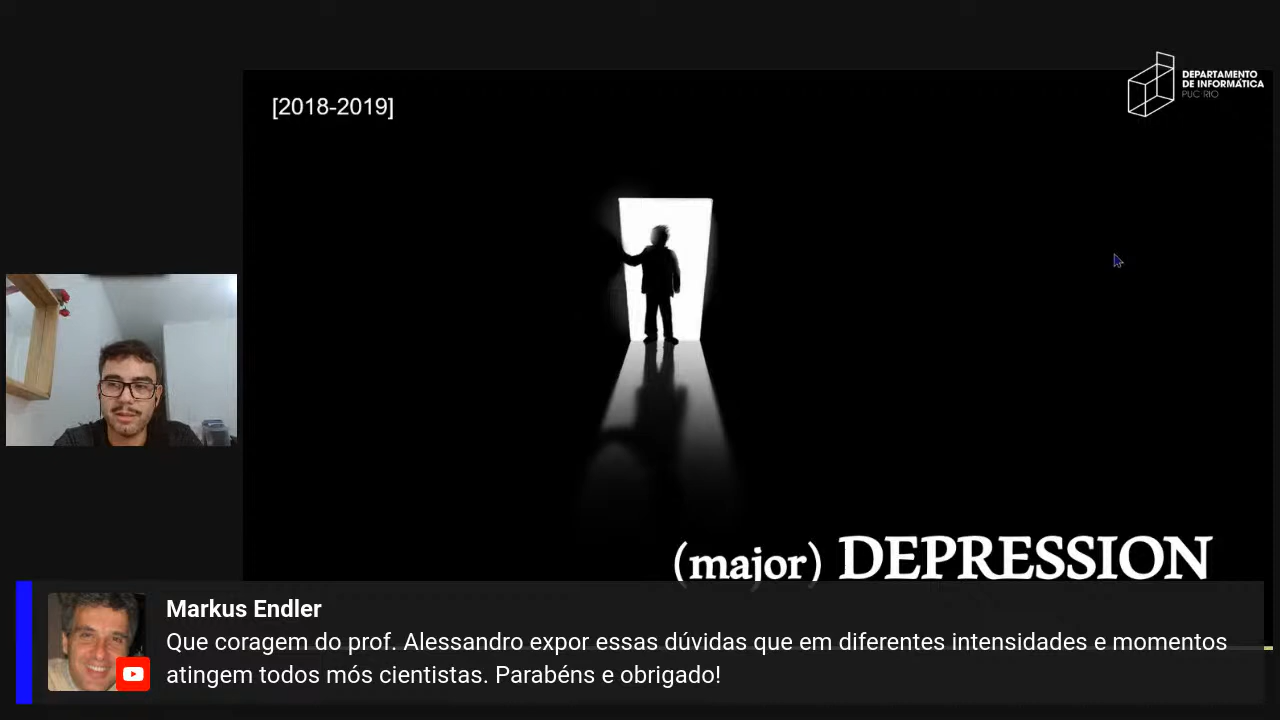 [2018-2019]
DEPARTAMENTO
DE INFORMÁTICA
PUC RIO
(major) DEPRESSION
Markus Endler
Que coragem do prof. Alessandro expor essas dúvidas que em diferentes intensidades e momentos
atingem todos mós cientistas. Parabéns e obrigado!